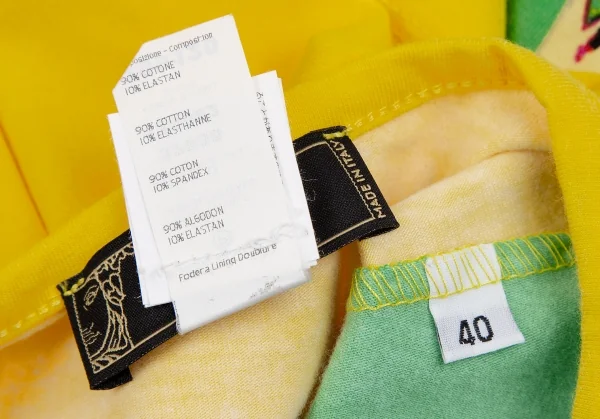 posizione - composition
90% COTONE
10% ELASTAN
90% COTTON
10% ELASTHANNE
90% COTON
10% SPANDEX
90% ALGODON
10% ELASTAN
Fodera Lining Doublure
MADE IN ITALY
40